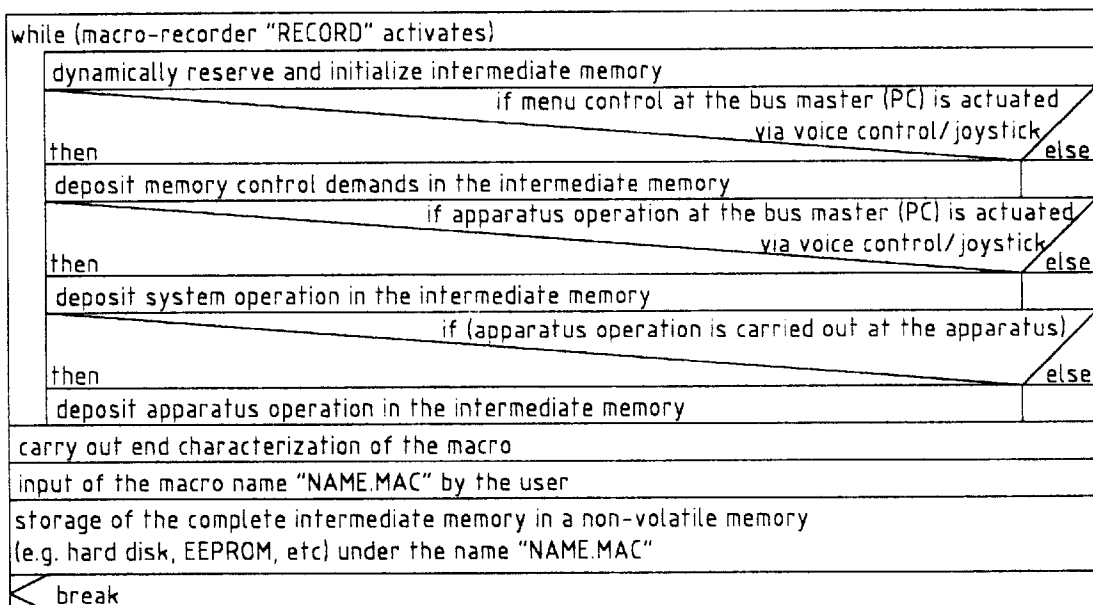 while (macro-recorder "RECORD" activates)
dynamically reserve and initialize intermediate memory
if menu control at the bus master (PC) is actuated
via voice control/joystick
then
else
deposit memory control demands in the intermediate memory
if apparatus operation at the bus master (PC) is actuated
via voice control/joystick
then
else
deposit system operation in the intermediate memory
if (apparatus operation is carried out at the apparatus)
then
else
deposit apparatus operation in the intermediate memory
carry out end characterization of the macro
input of the macro name "NAME.MAC" by the user
storage of the complete intermediate memory in a non-volatile memory
(e.g. hard disk, EEPROM, etc) under the name "NAME.MAC"
break